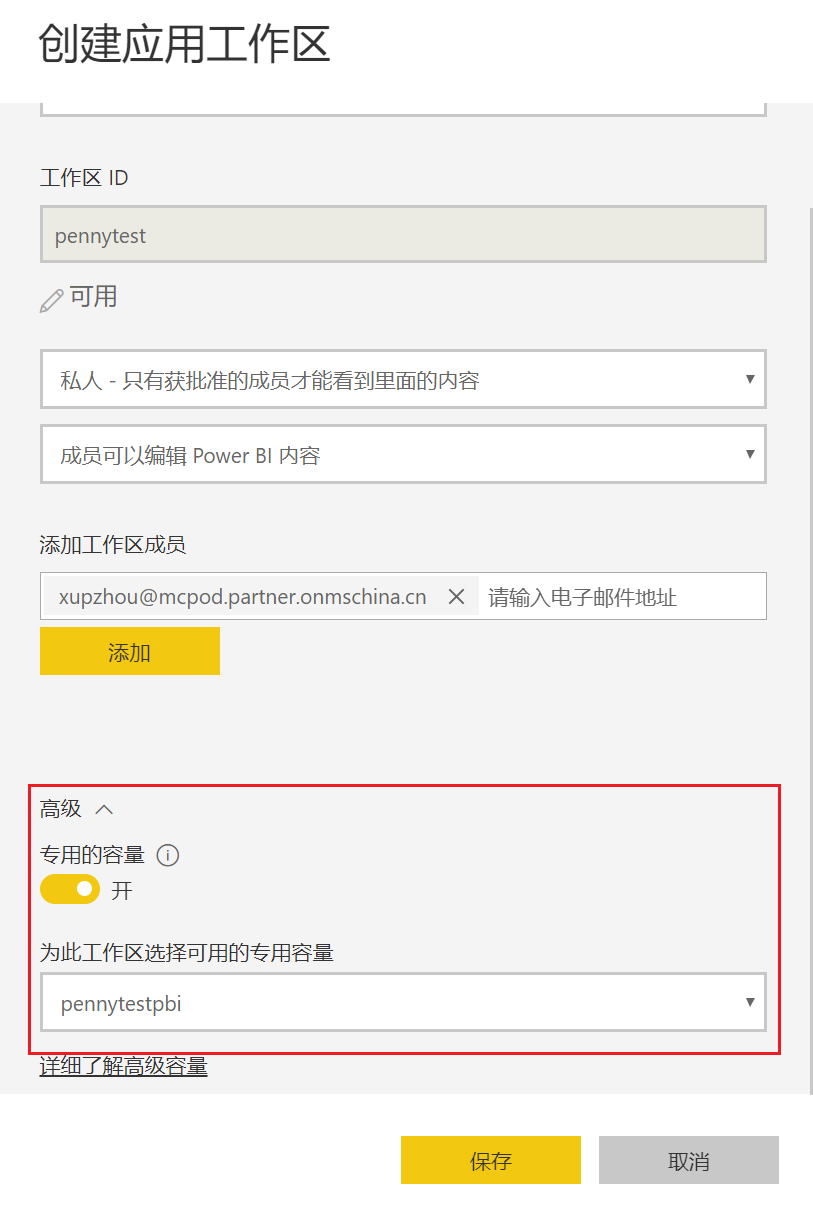 创建应用工作区
工作区 ID
pennytest
可用
私人 - 只有获批准的成员才能看到里面的内容
成员可以编辑 Power BI 内容
添加工作区成员
xupzhou@mcpod.partner.onmschina.cn 请输入电子邮件地址
添加
高级
专用的容量
开
为此工作区选择可用的专用容量
pennytestpbi
详细了解高级容量
保存 取消